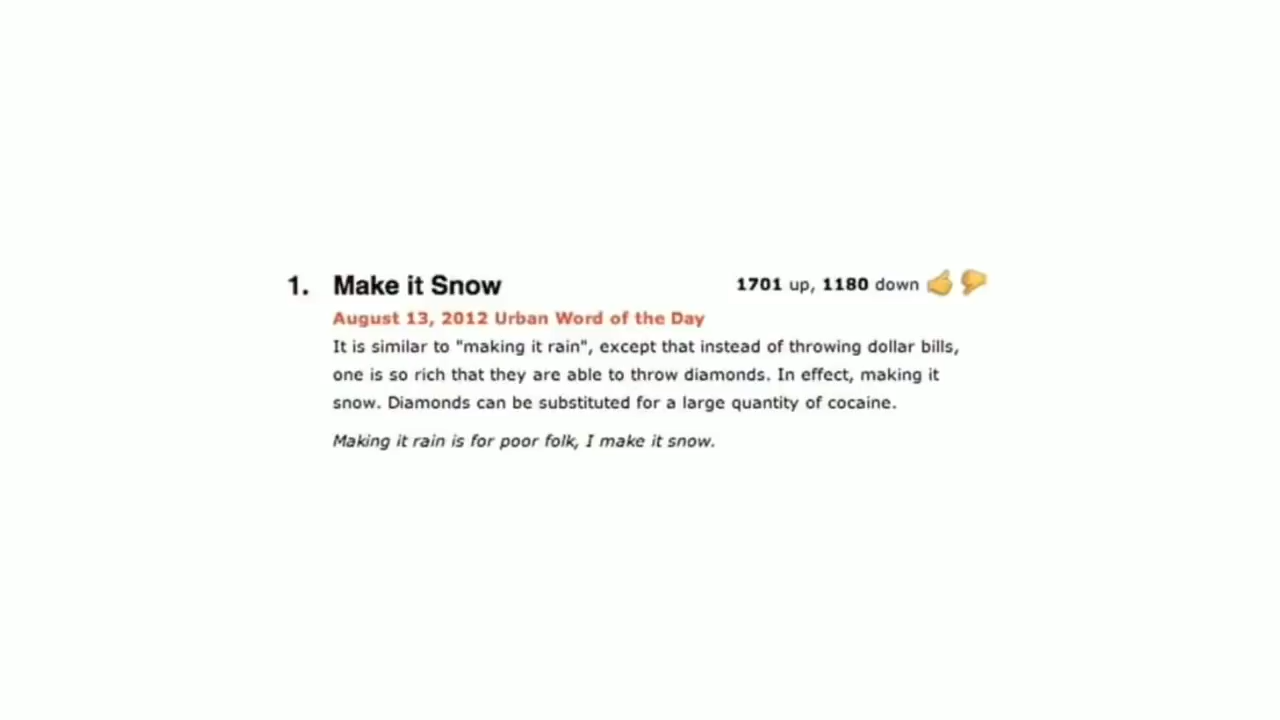 1. Make it Snow 1701 up, 1180 down
August 13, 2012 Urban Word of the Day
It is similar to "making it rain", except that instead of throwing dollar bills,
one is so rich that they are able to throw diamonds. In effect, making it
snow. Diamonds can be substituted for a large quantity of cocaine.
Making it rain is for poor folk, I make it snow.